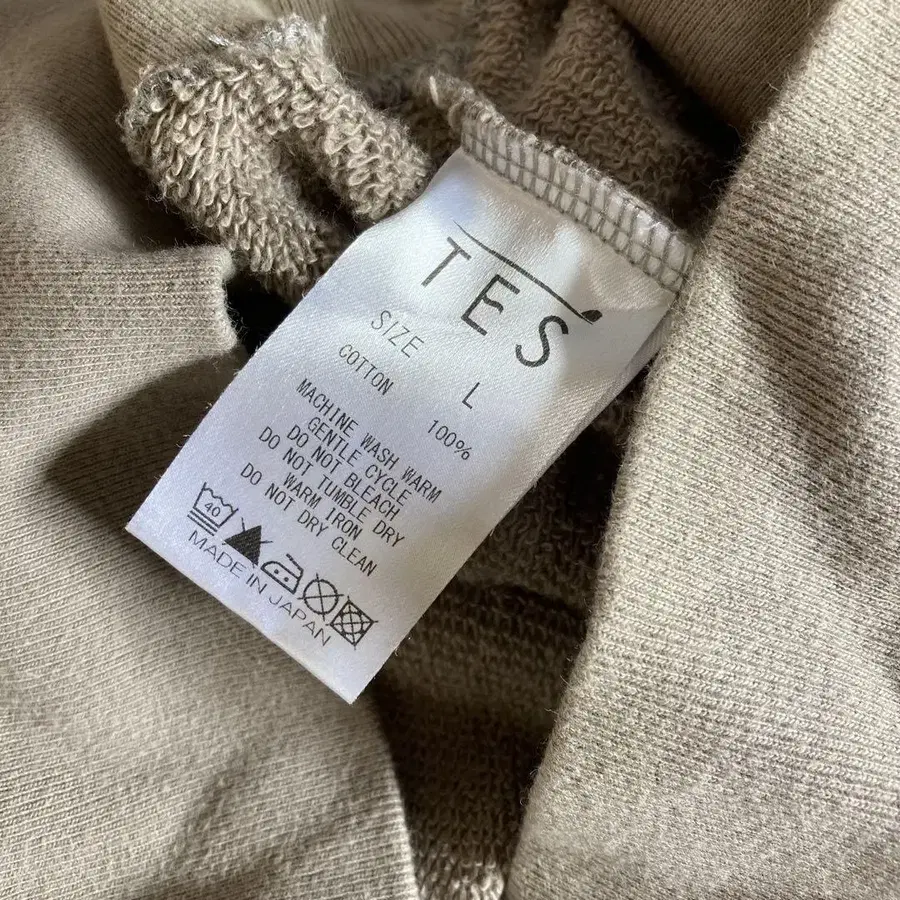 TES
SIZE L
COTTON 100%
MACHINE WASH WARM
GENTLE CYCLE
DO NOT BLEACH
DO NOT TUMBLE DRY
WARM IRON
DO NOT DRY CLEAN
40
MADE IN JAPAN